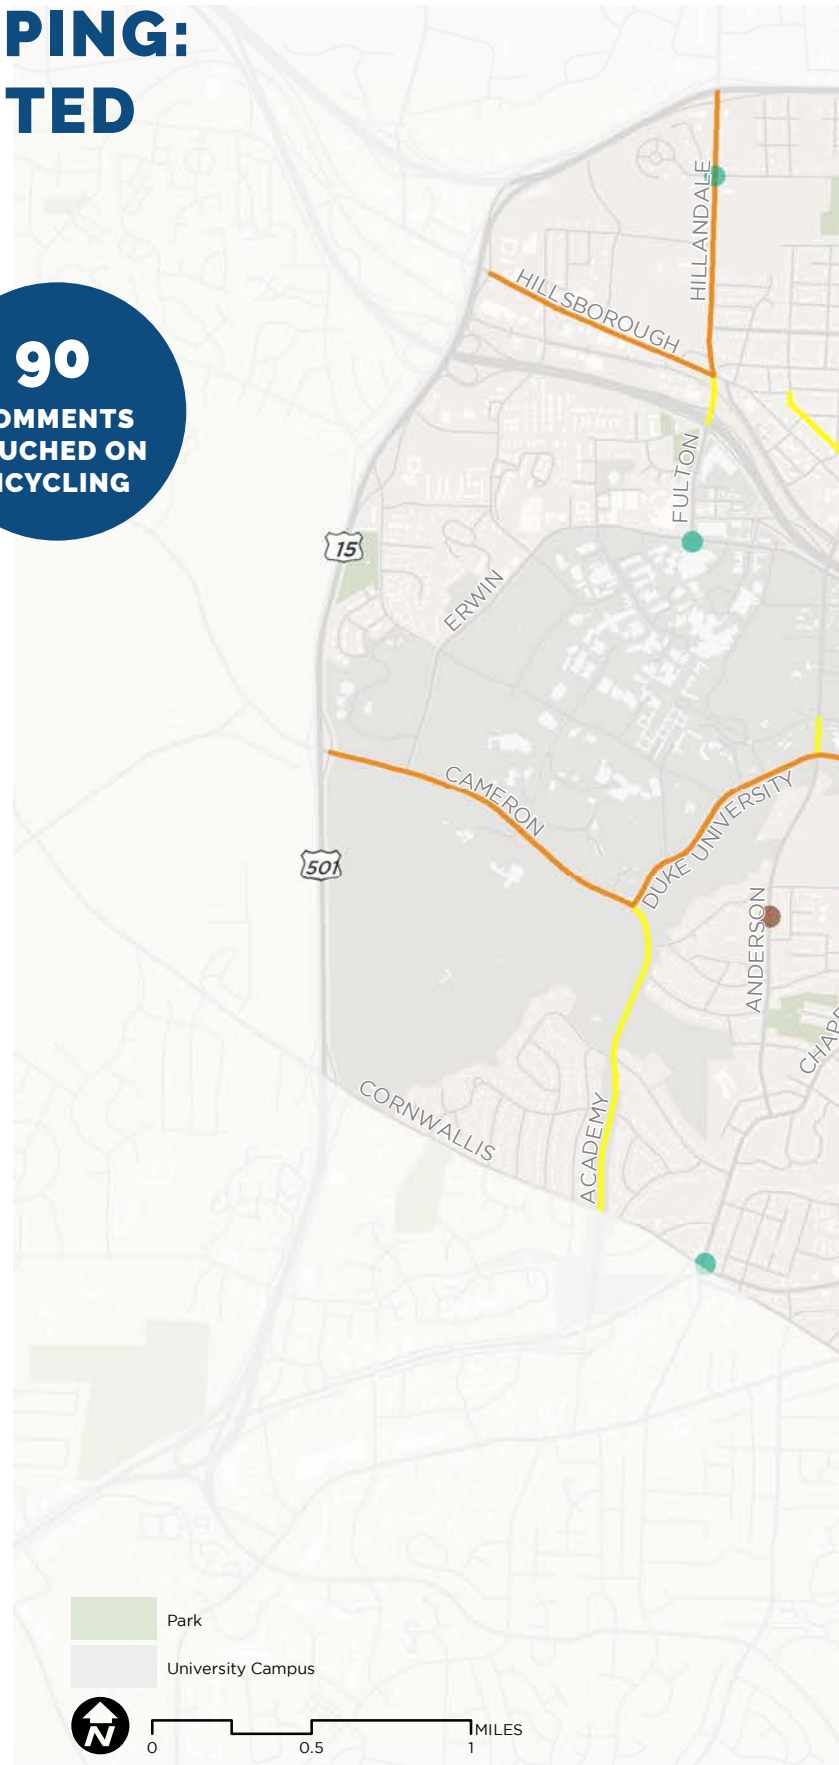 PING:
TED
90
OMMENTS
UCHED ON
ICYCLING
HILLANDALE
HILLSBOROUGH
FULTON
15
ERWIN
CAMERON
DUKE UNIVERSITY
501
ANDERSON
CHAP
CORNWALLIS
ACADEMY
Park
University Campus
N
MILES
0 0.5 1